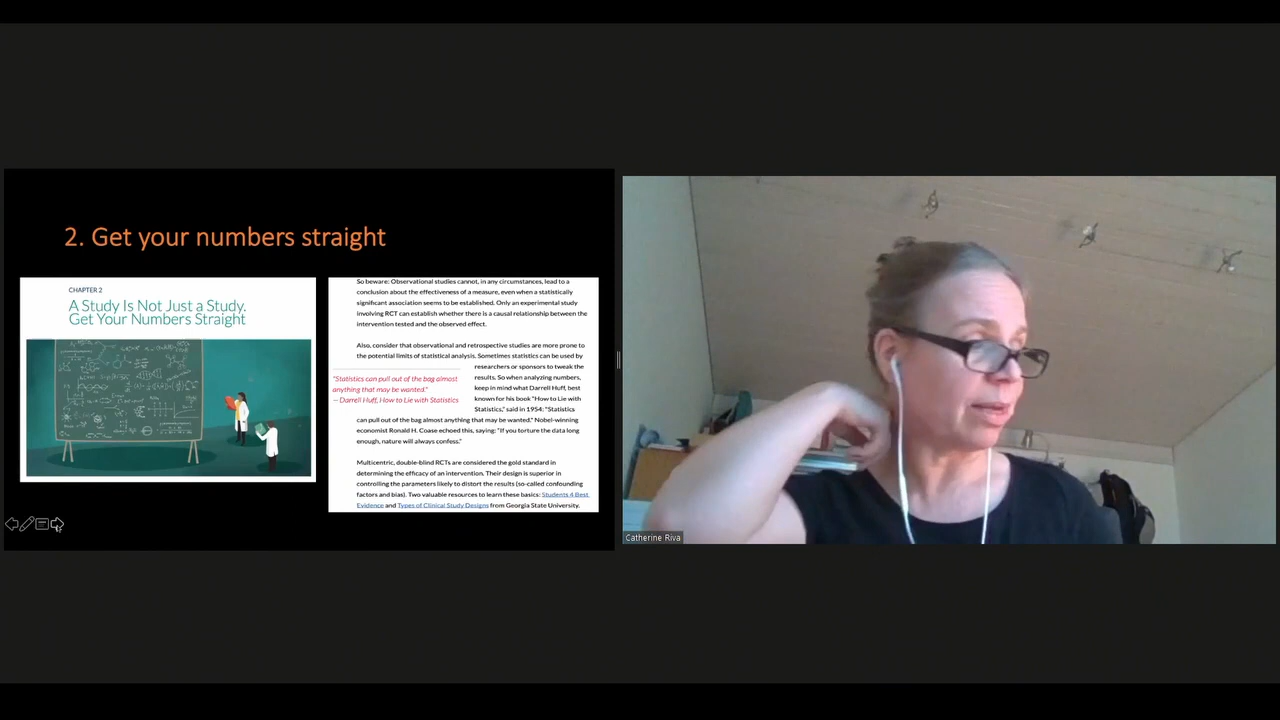 2. Get your numbers straight
CHAPTER 2
A Study Is Not Just a Study.
Get Your Numbers Straight
So beware: Observational studies cannot, in any circumstances, lead to a
conclusion about the effectiveness of a measure, even when a statistically
significant association seems to be established. Only an experimental study
involving RCT can establish whether there is a causal relationship between the
intervention tested and the observed effect.
Also, consider that observational and retrospective studies are more prone to
the potential limits of statistical analysis. Sometimes statistics can be used by
researchers or sponsors to tweak the
results. So when analyzing numbers,
keep in mind what Darrell Huff, best
known for his book "How to Lie with
Statistics," said in 1954: "Statistics
can pull out of the bag almost anything that may be wanted." Nobel-winning
economist Ronald H. Coase echoed this, saying: "If you torture the data long
enough, nature will always confess."
"Statistics can pull out of the bag almost
anything that may be wanted."
— Darrell Huff, How to Lie with Statistics
Multicentric, double-blind RCTs are considered the gold standard in
determining the efficacy of an intervention. Their design is superior in
controlling the parameters likely to distort the results (so-called confounding
factors and bias). Two valuable resources to learn these basics: Students 4 Best
Evidence and Types of Clinical Study Designs from Georgia State University.
Catherine Riva